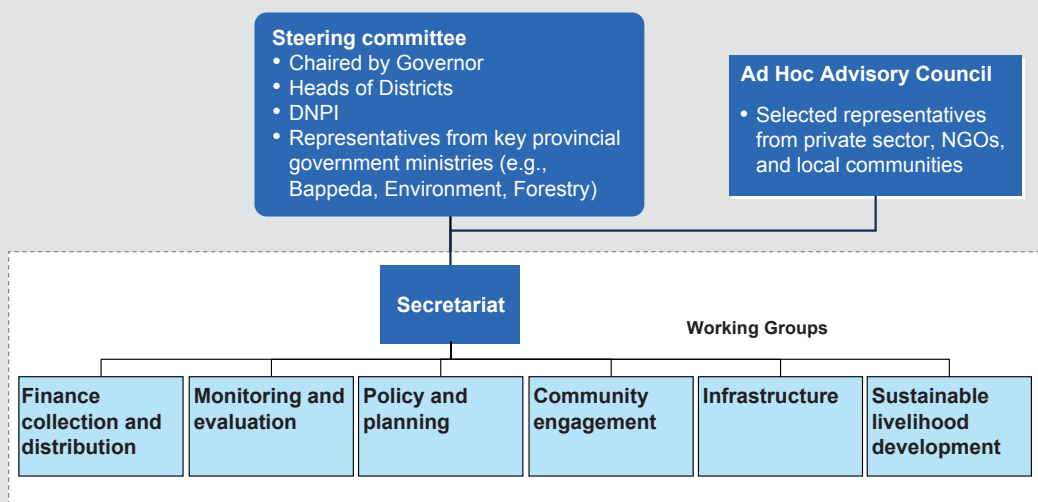 Steering committee
• Chaired by Governor
• Heads of Districts
• DNPI
• Representatives from key provincial
government ministries (e.g.,
Bappeda, Environment, Forestry)
Ad Hoc Advisory Council
• Selected representatives
from private sector, NGOs,
and local communities
Secretariat
Working Groups
Finance
collection and
distribution
Monitoring and
evaluation
Policy and
planning
Community
engagement
Infrastructure
Sustainable
livelihood
development